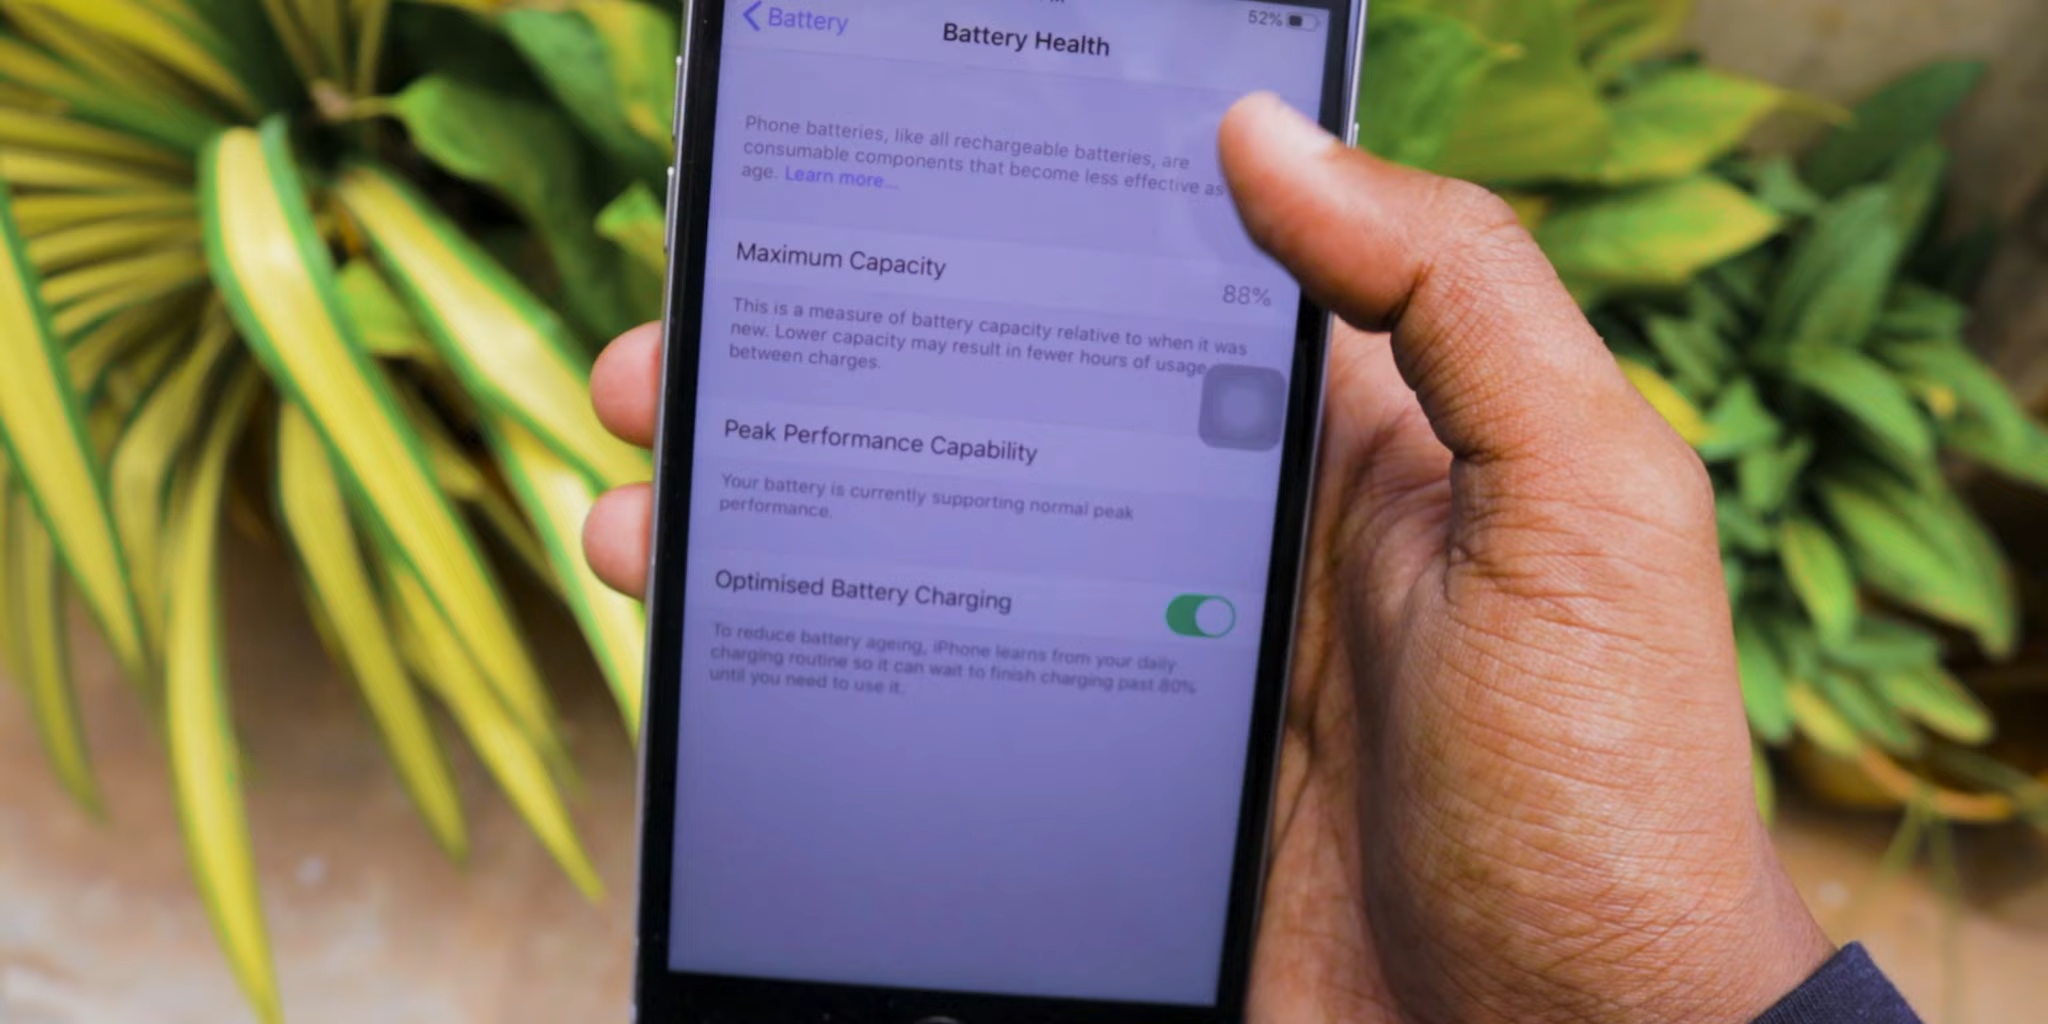 Battery
Battery Health
52%
Phone batteries, like all rechargeable batteries, are
consumable components that become less effective as
age. Learn more...
Maximum Capacity
88%
This is a measure of battery capacity relative to when it was
new. Lower capacity may result in fewer hours of usage
between charges.
Peak Performance Capability
Your battery is currently supporting normal peak
performance.
Optimised Battery Charging
To reduce battery ageing, iPhone learns from your daily
charging routine so it can wait to finish charging past 80%
until you need to use it.